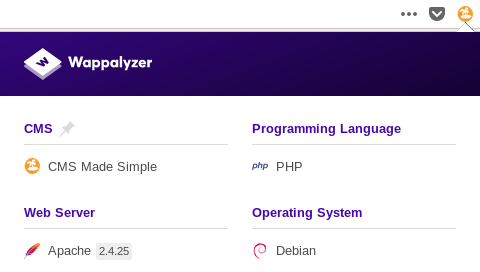 Wappalyzer
CMS
CMS Made Simple
Programming Language
php PHP
Web Server
Apache 2.4.25
Operating System
Debian